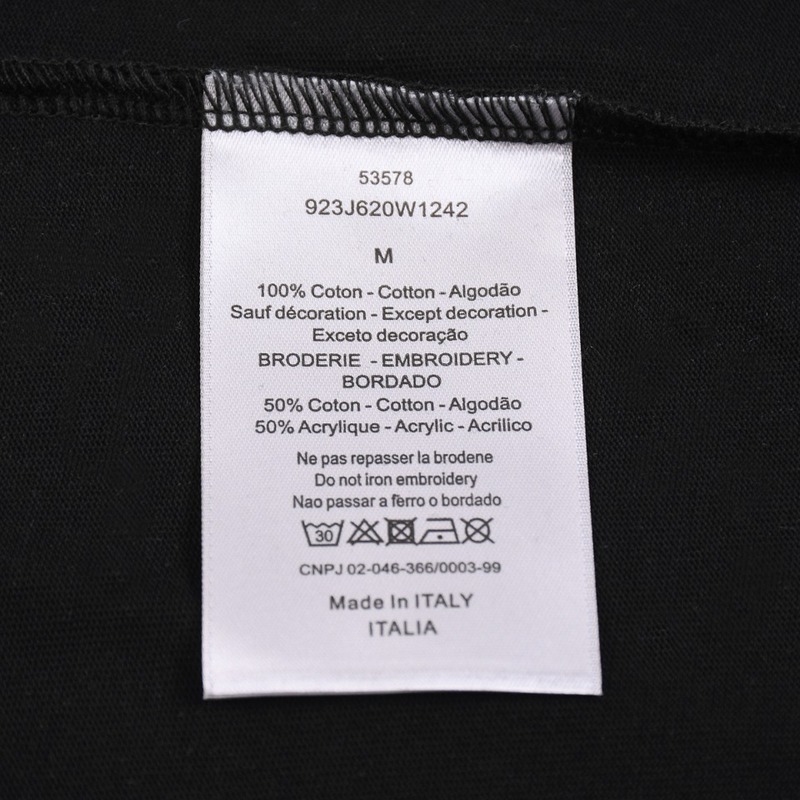 53578
923J620W1242
M
100% Coton - Cotton - Algodão
Sauf décoration - Except decoration -
Exceto decoração
BRODERIE - EMBROIDERY -
BORDADO
50% Coton - Cotton - Algodão
50% Acrylique - Acrylic - Acrilico
Ne pas repasser la brodene
Do not iron embroidery
Nao passar a ferro o bordado
30
CNPJ 02-046-366/0003-99
Made In ITALY
ITALIA